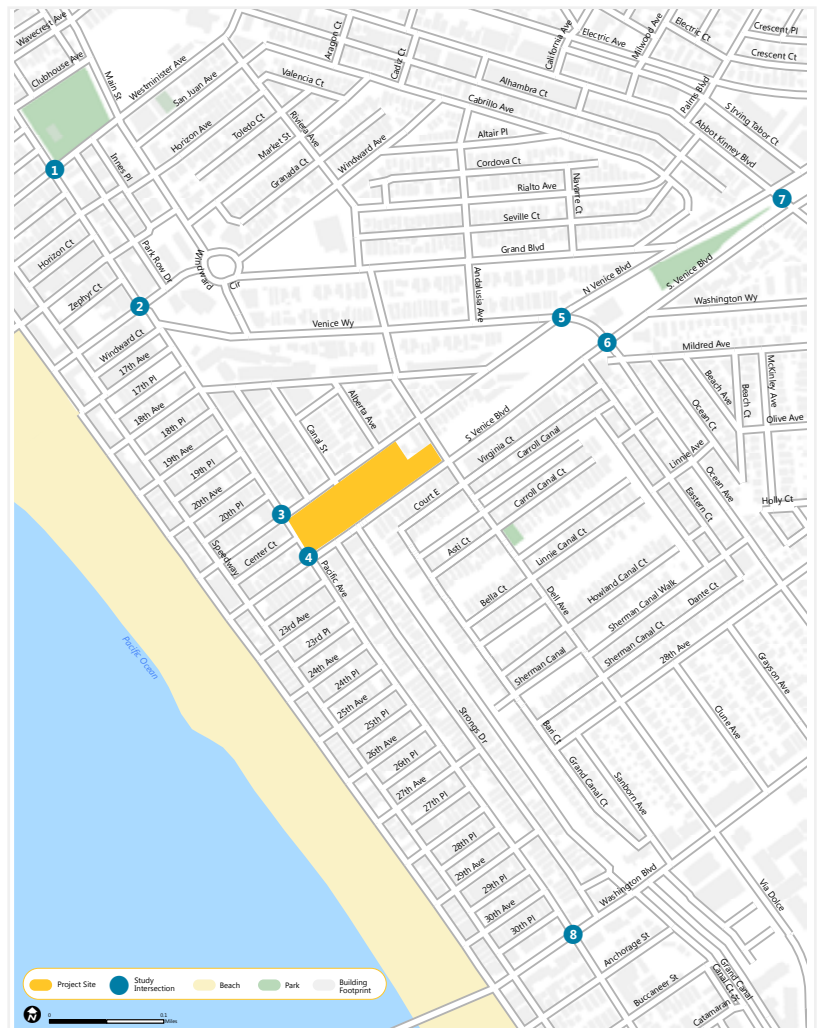 Wavecrest Ave
Clubhouse Ave
Main St
Westminister Ave
San Juan Ave
Aragon Ct
Cadiz Ct
California Ave
Electric Ave
Milwood Ave
Electric Ct
Crescent Pl
Crescent Ct
Valencia Ct
Alhambra Ct
Cabrillo Ave
Palms Blvd
S Irving Tabor Ct
Abbot Kinney Blvd
Horizon Ave
Toledo Ct
Riviera Ave
Market St
Granada Ct
Windward Ave
Altair Pl
Cordova Ct
Rialto Ave
Navarre Ct
Seville Ct
Grand Blvd
1
Innes Pl
7
Horizon Ct
Park Row Dr
Windward
Cir
Zephyr Ct
2
Andalusia Ave
N Venice Blvd
S. Venice Blvd
Washington Wy
5
6
Venice Wy
Mildred Ave
Windward Ct
17th Ave
17th Pl
18th Ave
18th Pl
19th Ave
19th Pl
20th Ave
20th Pl
Alberta Ave
Canal St
S Venice Blvd
Virginia Ct
Carroll Canal
Carroll Canal Ct
Beach Ave
Beach Ct
McKinley Ave
Ocean Ct
Olive Ave
Linnie Ave
Ocean Ave
Eastern Ct
Holly Ct
Court E
3
4
Speedway
Center Ct
Pacific Ave
Asti Ct
Linnie Canal Ct
Bella Ct
Dell Ave
Howland Canal Ct
Sherman Canal Walk
Dante Ct
Sherman Canal Ct
Sherman Canal
28th Ave
Grayson Ave
Clune Ave
23rd Ave
23rd Pl
24th Ave
24th Pl
25th Ave
25th Pl
26th Ave
26th Pl
27th Ave
27th Pl
28th Pl
29th Ave
29th Pl
30th Ave
30th Pl
Pacific Ocean
Strongs Dr
Bari Ct
Grand Canal Ct
Sanborn Ave
Washington Blvd
Via Dolce
8
Anchorage St
Buccaneer St
Grand Canal
Canal Ct
Catamaran St
Project Site
Study
Intersection
Beach
Park
Building
Footprint
N
0
0.1
Miles